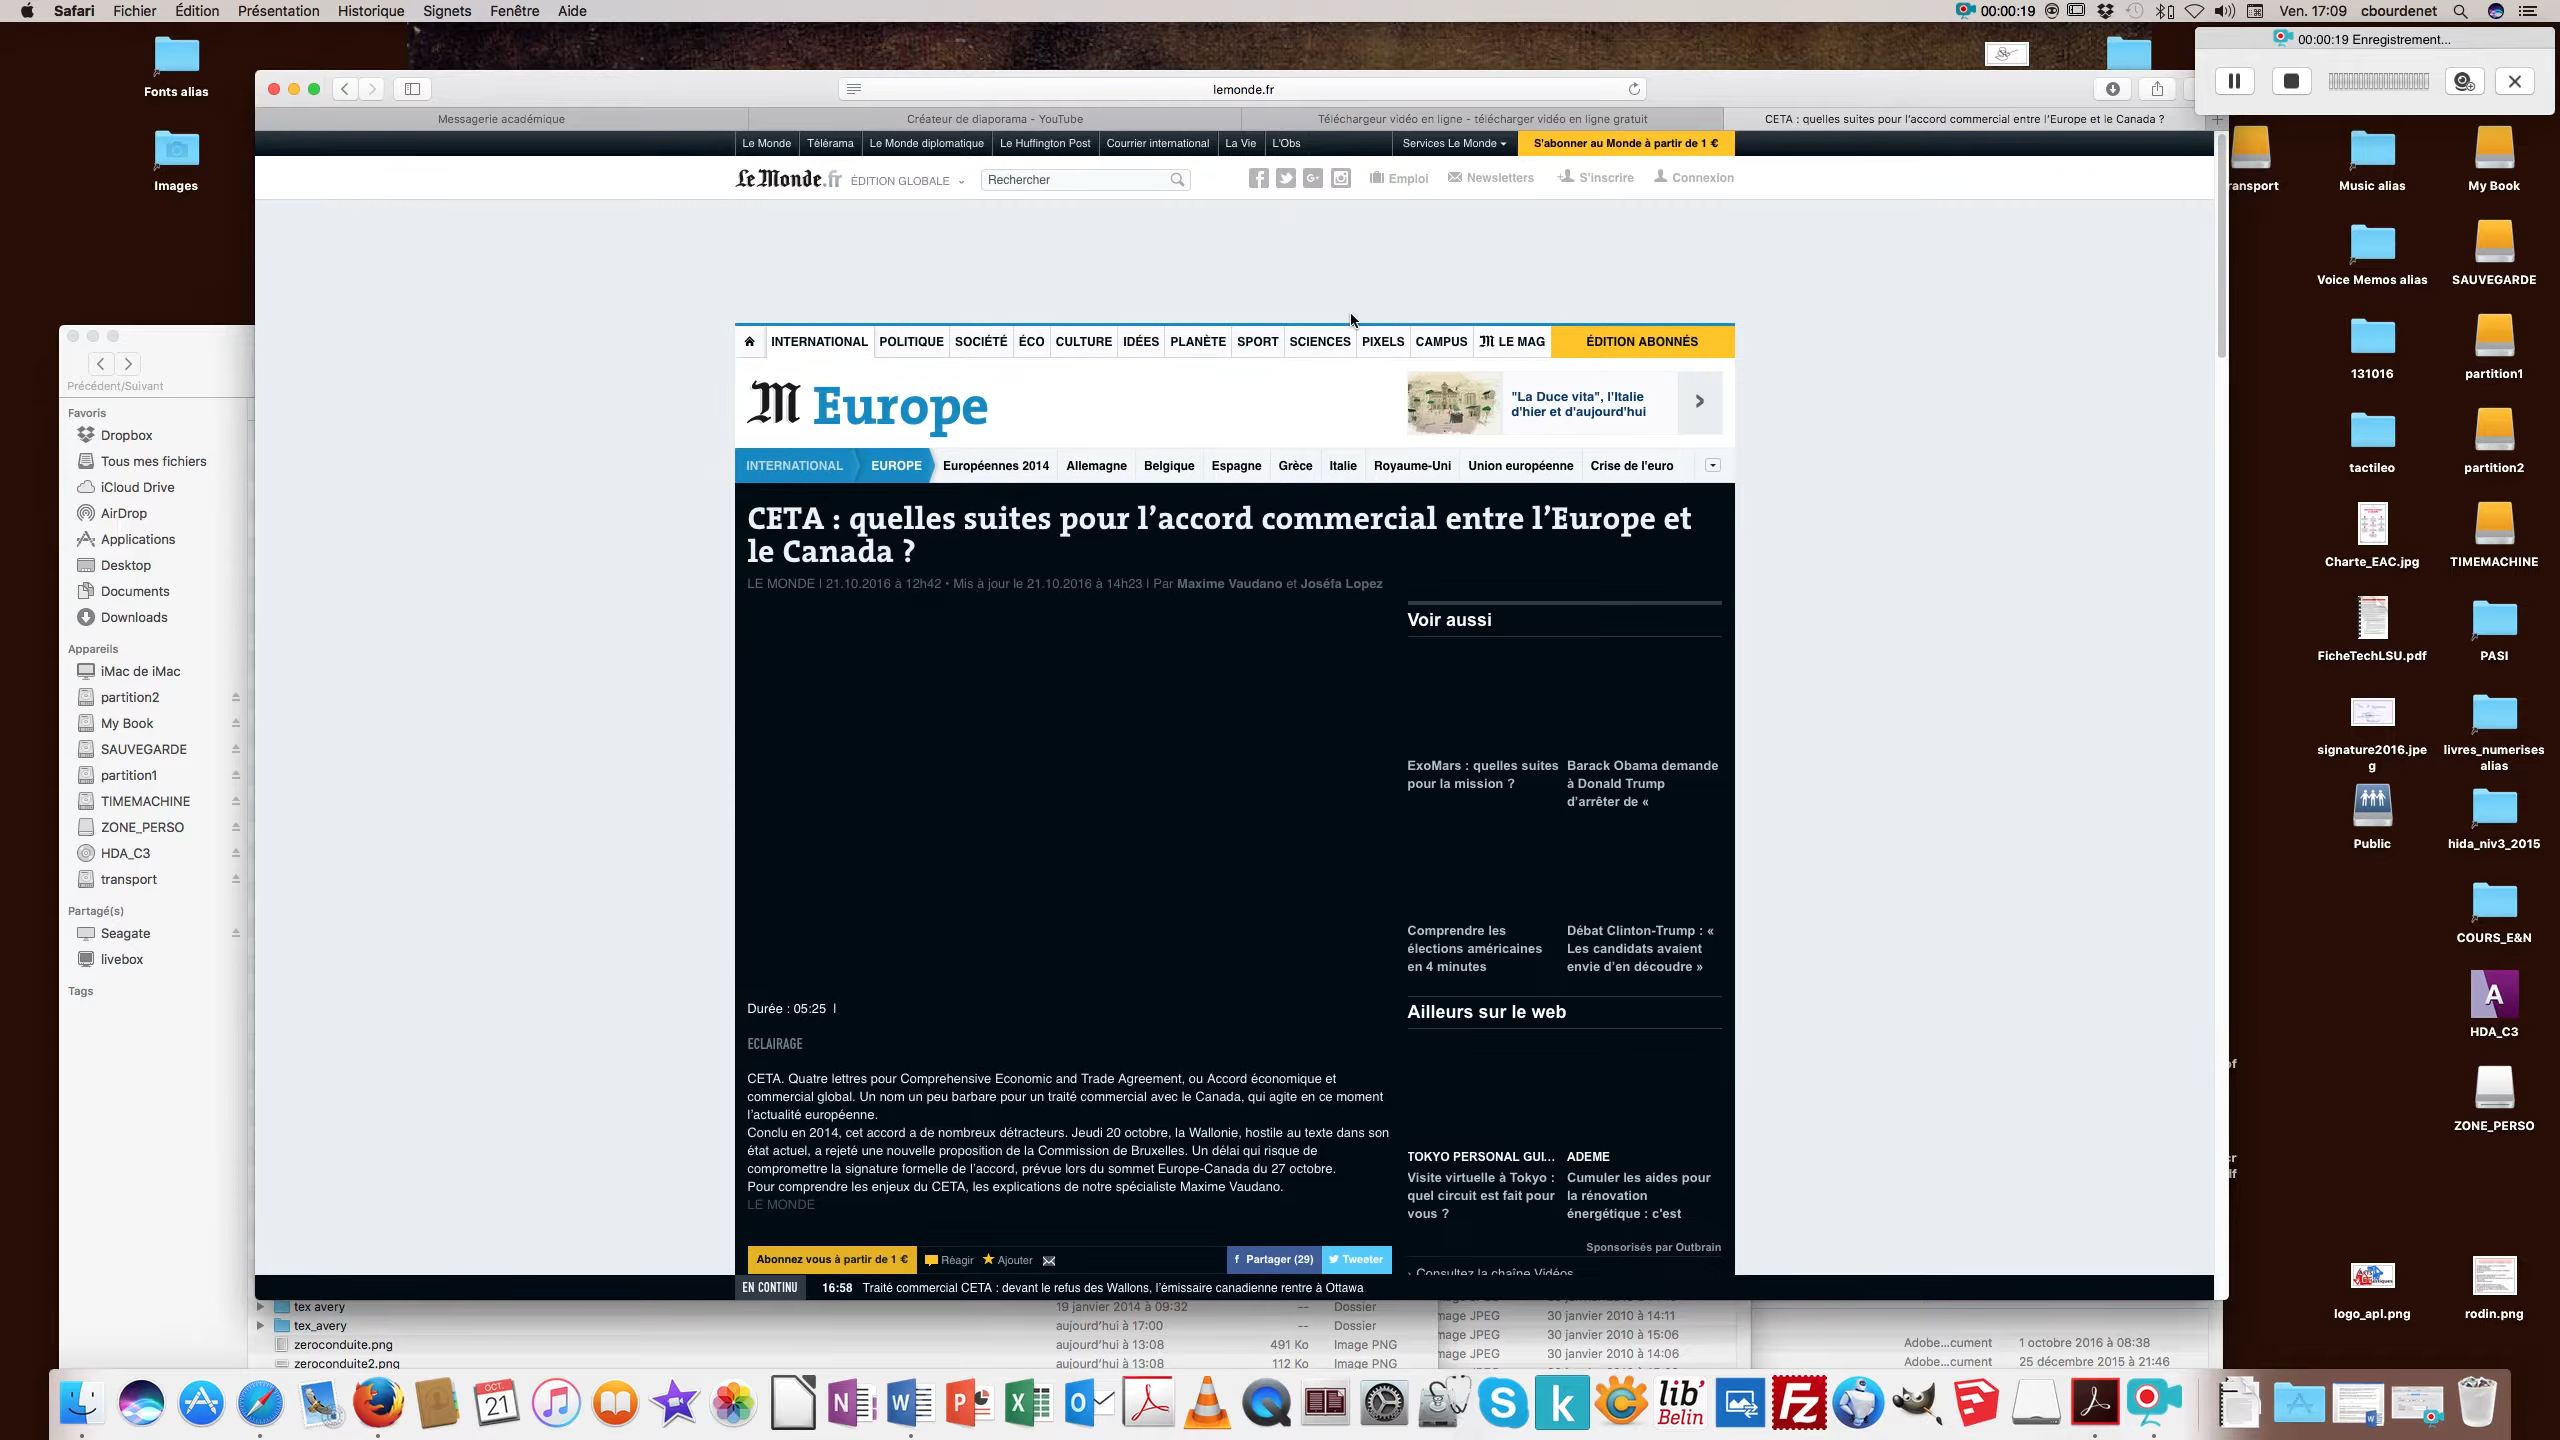 Safari Fichier Édition Présentation Historique Signets Fenêtre Aide 00:00:19 Ven. 17:09 cbourdenet
00:00:19 Enregistrement...
Fonts alias
Images
lemonde.fr
Messagerie académique Créateur de diaporama - YouTube Téléchargeur vidéo en ligne - télécharger vidéo en ligne gratuit CETA : quelles suites pour l'accord commercial entre l'Europe et le Canada ?
Le Monde Télérama Le Monde diplomatique Le Huffington Post Courrier international La Vie L'Obs Services Le Monde S'abonner au Monde à partir de 1 €
Le Monde.fr ÉDITION GLOBALE Rechercher Emploi Newsletters S'inscrire Connexion
INTERNATIONAL POLITIQUE SOCIÉTÉ ÉCO CULTURE IDÉES PLANÈTE SPORT SCIENCES PIXELS CAMPUS M LE MAG ÉDITION ABONNÉS
M Europe
"La Duce vita", l'Italie
d'hier et d'aujourd'hui
INTERNATIONAL EUROPE Européennes 2014 Allemagne Belgique Espagne Grèce Italie Royaume-Uni Union européenne Crise de l'euro
CETA : quelles suites pour l'accord commercial entre l'Europe et
le Canada ?
LE MONDE | 21.10.2016 à 12h42 • Mis à jour le 21.10.2016 à 14h23 | Par Maxime Vaudano et Joséfa Lopez
Voir aussi
ExoMars : quelles suites
pour la mission ?
Barack Obama demande
à Donald Trump
d'arrêter de «
Comprendre les
élections américaines
en 4 minutes
Débat Clinton-Trump : «
Les candidats avaient
envie d'en découdre »
Durée : 05:25 |
Ailleurs sur le web
ECLAIRAGE
CETA. Quatre lettres pour Comprehensive Economic and Trade Agreement, ou Accord économique et
commercial global. Un nom un peu barbare pour un traité commercial avec le Canada, qui agite en ce moment
l'actualité européenne.
Conclu en 2014, cet accord a de nombreux détracteurs. Jeudi 20 octobre, la Wallonie, hostile au texte dans son
état actuel, a rejeté une nouvelle proposition de la Commission de Bruxelles. Un délai qui risque de
compromettre la signature formelle de l'accord, prévue lors du sommet Europe-Canada du 27 octobre.
Pour comprendre les enjeux du CETA, les explications de notre spécialiste Maxime Vaudano.
LE MONDE
TOKYO PERSONAL GUI...
Visite virtuelle à Tokyo :
quel circuit est fait pour
vous ?
ADEME
Cumuler les aides pour
la rénovation
énergétique : c'est
Sponsorisés par Outbrain
Abonnez vous à partir de 1 € Réagir Ajouter Partager (29) Tweeter
Consultez la chaîne Vidéos
EN CONTINU 16:58 Traité commercial CETA : devant le refus des Wallons, l'émissaire canadienne rentre à Ottawa
Précédent/Suivant
Favoris
Dropbox
Tous mes fichiers
iCloud Drive
AirDrop
Applications
Desktop
Documents
Downloads
Appareils
iMac de iMac
partition2
My Book
SAUVEGARDE
partition1
TIMEMACHINE
ZONE_PERSO
HDA_C3
transport
Partagé(s)
Seagate
livebox
Tags
ransport Music alias My Book
Voice Memos alias SAUVEGARDE
131016 partition1
tactileo partition2
Charte_EAC.jpg TIMEMACHINE
FicheTechLSU.pdf PASI
signature2016.jpe
g
livres_numerises
alias
Public hida_niv3_2015
COURS_E&N
A
HDA_C3
ZONE_PERSO
logo_apl.png rodin.png
tex avery 19 janvier 2014 à 09:32 -- Dossier mage JPEG 30 janvier 2010 à 14:11
tex_avery aujourd'hui à 17:00 -- Dossier mage JPEG 30 janvier 2010 à 15:06
zeroconduite.png aujourd'hui à 13:08 491 Ko Image PNG mage JPEG 30 janvier 2010 à 14:06 Adobe...cument 1 octobre 2016 à 08:38
zeroconduite2.png aujourd'hui à 13:08 112 Ko Image PNG Adobe...cument 25 décembre 2015 à 21:46
OCT. 21
lib' Belin